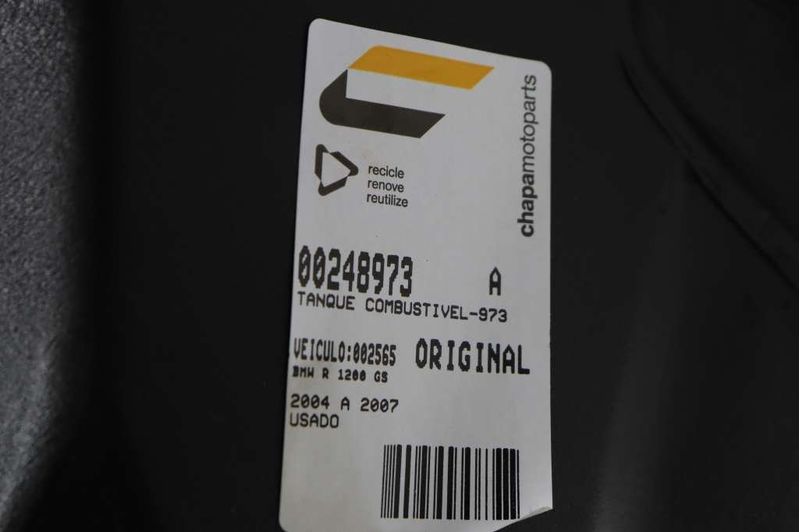 chapamotoparts
recicle
renove
reutilize
00248973 A
TANQUE COMBUSTIVEL-973
VEICULO:002565 ORIGINAL
BMW R 1200 GS
2004 A 2007
USADO